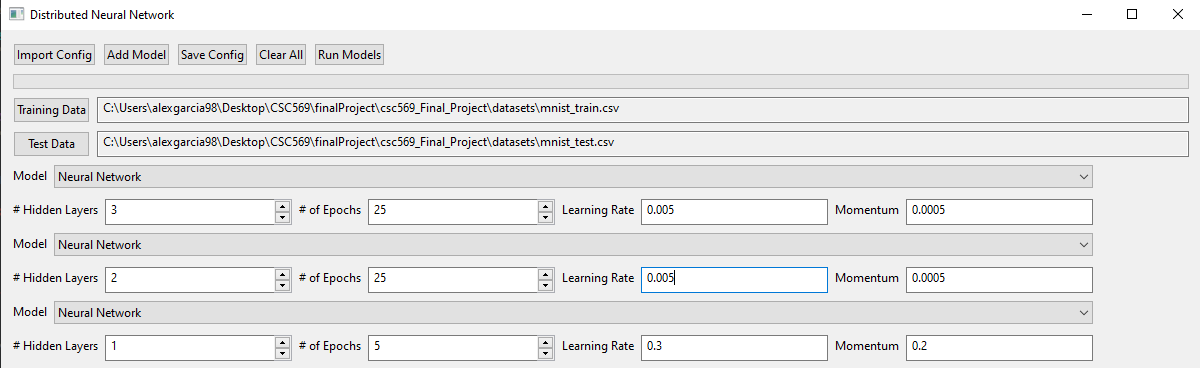 Distributed Neural Network
Import Config Add Model Save Config Clear All Run Models
Training Data C:\Users\alexgarcia98\Desktop\CSC569\finalProject\csc569_Final_Project\datasets\mnist_train.csv
Test Data C:\Users\alexgarcia98\Desktop\CSC569\finalProject\csc569_Final_Project\datasets\mnist_test.csv
Model Neural Network
# Hidden Layers 3 # of Epochs 25 Learning Rate 0.005 Momentum 0.0005
Model Neural Network
# Hidden Layers 2 # of Epochs 25 Learning Rate 0.005 Momentum 0.0005
Model Neural Network
# Hidden Layers 1 # of Epochs 5 Learning Rate 0.3 Momentum 0.2